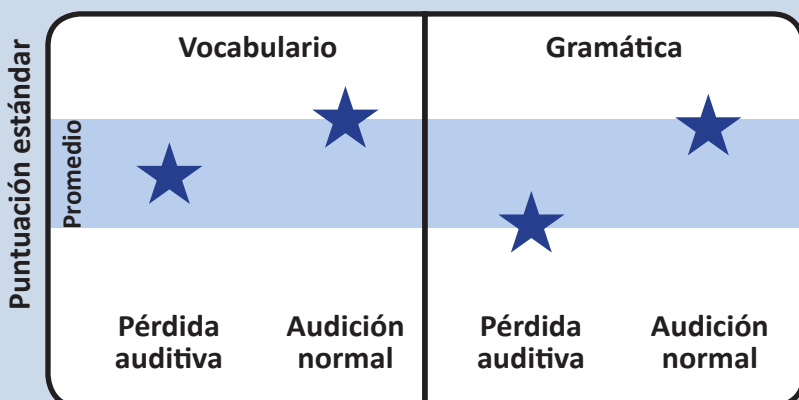 Puntuación estándar
Promedio
Vocabulario
Pérdida
auditiva
Audición
normal
Gramática
Pérdida
auditiva
Audición
normal